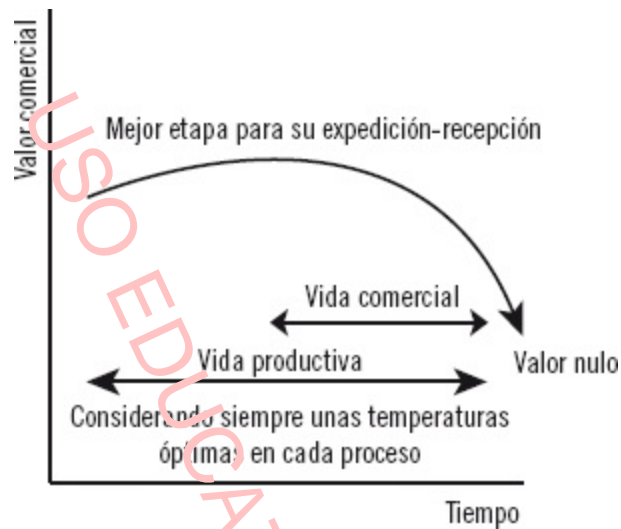 Valor comercial
Mejor etapa para su expedición-recepción
Vida comercial
Vida productiva
Valor nulo
Considerando siempre unas temperaturas
óptimas en cada proceso
Tiempo
USO EDUCAT